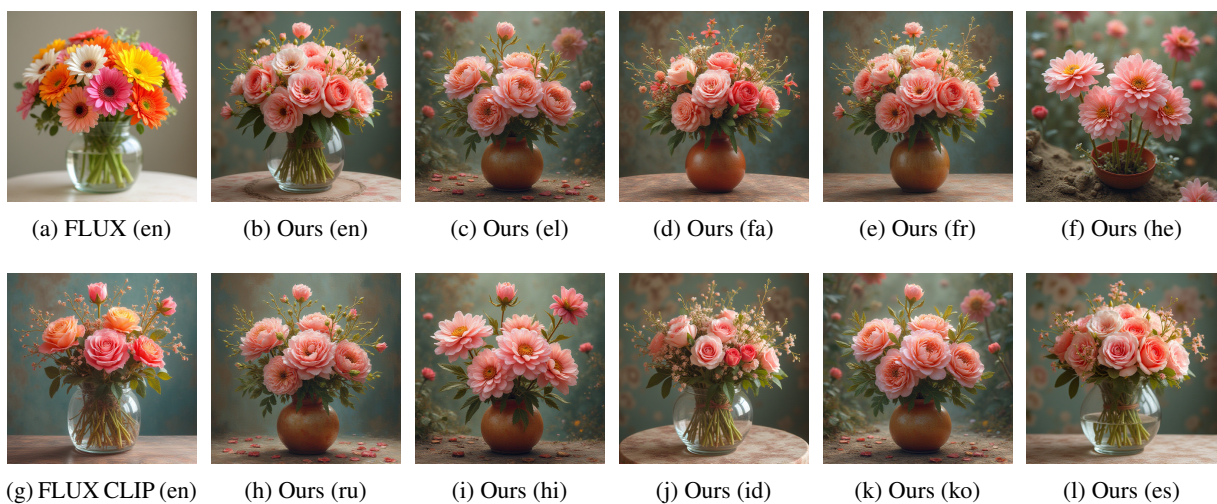 (a) FLUX (en)
(b) Ours (en)
(c) Ours (el)
(d) Ours (fa)
(e) Ours (fr)
(f) Ours (he)
(g) FLUX CLIP (en)
(h) Ours (ru)
(i) Ours (hi)
(j) Ours (id)
(k) Ours (ko)
(l) Ours (es)